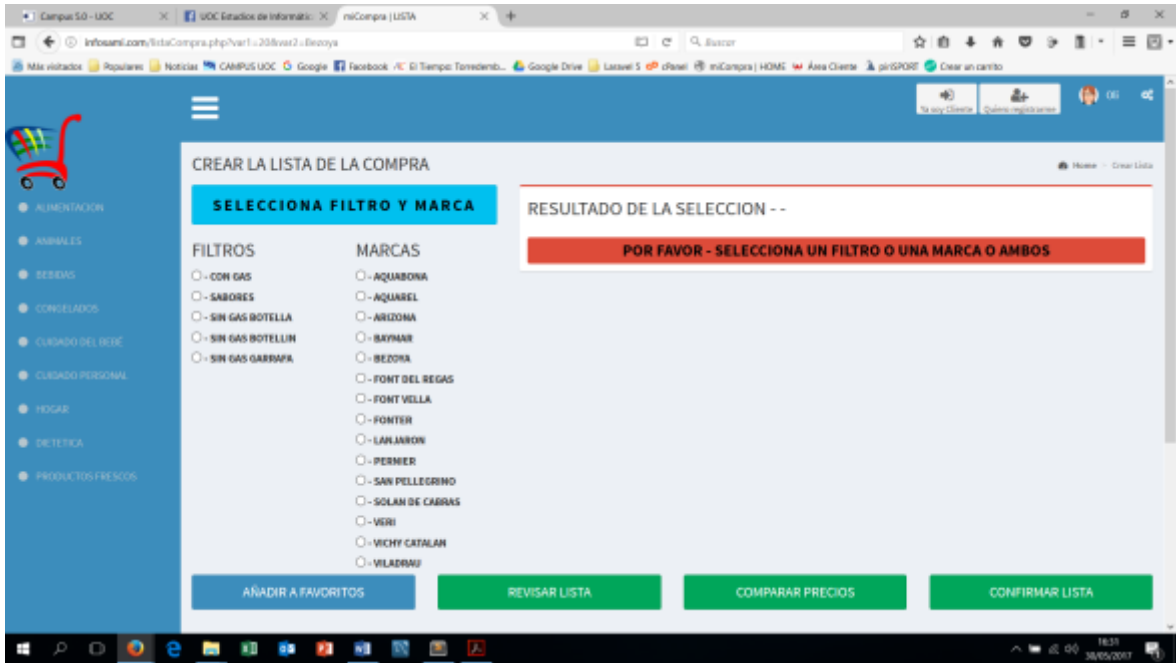 Campus 5.0 - UOC
UOC Estudios de Informátic
miCompra | LISTA
infosami.com/listaCompra.php?var1=20&var2=Bezoya
Buscar
Más visitados Populares Noticias CAMPUS UOC Google Facebook El Tiempo: Torredemb... Google Drive Laravel 5 cPanel miCompra | HOME Área Cliente pirISPORT Crear un carrito
Ya soy Cliente Quiero registrarme
CREAR LA LISTA DE LA COMPRA
Home Crear Lista
ALIMENTACION
ANIMALES
BEBIDAS
CONGELADOS
CUIDADO DEL BEBÉ
CUIDADO PERSONAL
HOGAR
DIETETICA
PRODUCTOS FRESCOS
SELECCIONA FILTRO Y MARCA
FILTROS
- CON GAS
- SABORES
- SIN GAS BOTELLA
- SIN GAS BOTELLIN
- SIN GAS GARRAFA
MARCAS
- AQUABONA
- AQUAREL
- ARIZONA
- BAYMAR
- BEZOYA
- FONT DEL REGAS
- FONT VELLA
- FONTER
- LANJARON
- PERNIER
- SAN PELLEGRINO
- SOLAN DE CABRAS
- VERI
- VICHY CATALAN
- VILADRAU
RESULTADO DE LA SELECCION - -
POR FAVOR - SELECCIONA UN FILTRO O UNA MARCA O AMBOS
AÑADIR A FAVORITOS
REVISAR LISTA
COMPARAR PRECIOS
CONFIRMAR LISTA
16:31
30/05/2017